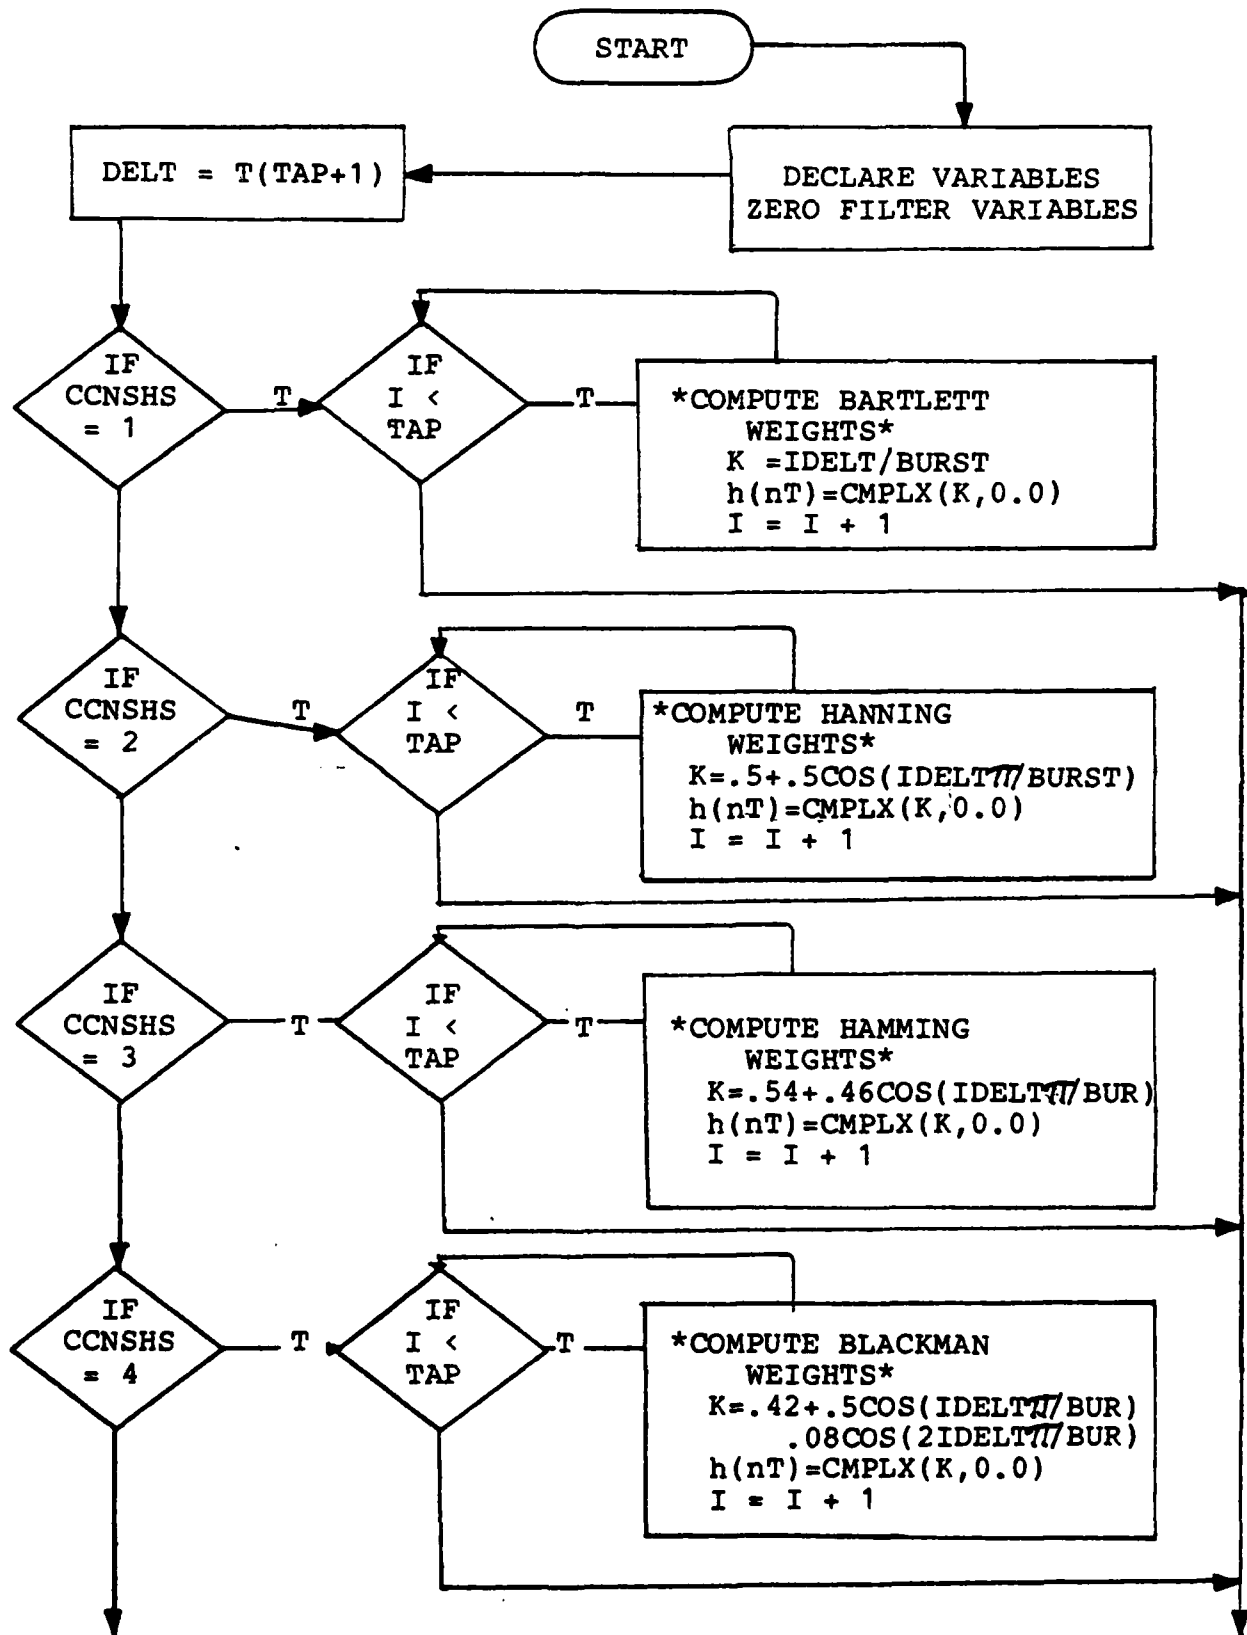 START
DELT = T(TAP+1)
DECLARE VARIABLES
ZERO FILTER VARIABLES
IF
CCNSHS
= 1
T
IF
I <
TAP
T
*COMPUTE BARTLETT
WEIGHTS*
K =IDELT/BURST
h(nT)=CMPLX(K,0.0)
I = I + 1
IF
CCNSHS
= 2
T
IF
I <
TAP
T
*COMPUTE HANNING
WEIGHTS*
K=.5+.5COS(IDELTπ/BURST)
h(nT)=CMPLX(K,0.0)
I = I + 1
IF
CCNSHS
= 3
T
IF
I <
TAP
T
*COMPUTE HAMMING
WEIGHTS*
K=.54+.46COS(IDELTπ/BUR)
h(nT)=CMPLX(K,0.0)
I = I + 1
IF
CCNSHS
= 4
T
IF
I <
TAP
T
*COMPUTE BLACKMAN
WEIGHTS*
K=.42+.5COS(IDELTπ/BUR)
.08COS(2IDELTπ/BUR)
h(nT)=CMPLX(K,0.0)
I = I + 1